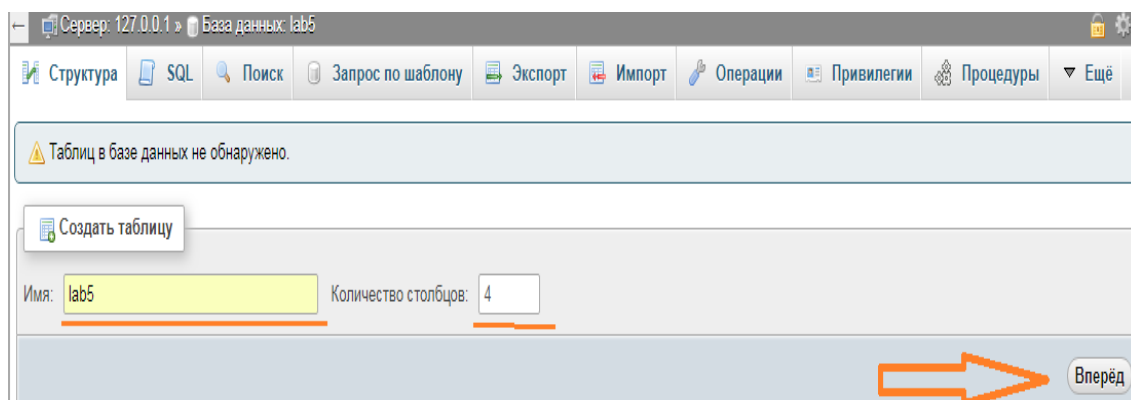 Сервер: 127.0.0.1 » База данных: lab5
Структура SQL Поиск Запрос по шаблону Экспорт Импорт Операции Привилегии Процедуры Ещё
Таблиц в базе данных не обнаружено.
Создать таблицу
Имя: lab5 Количество столбцов: 4
Вперёд